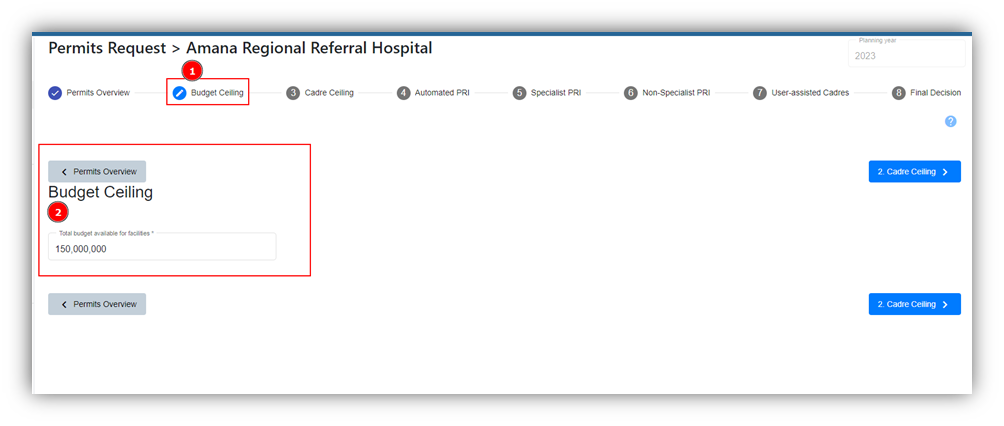 Permits Request > Amana Regional Referral Hospital
Planning year
2023
1
Permits Overview
Budget Ceiling
3 Cadre Ceiling
4 Automated PRI
5 Specialist PRI
6 Non-Specialist PRI
7 User-assisted Cadres
8 Final Decision
?
Permits Overview
2. Cadre Ceiling
Budget Ceiling
2
Total budget available for facilities *
150,000,000
Permits Overview
2. Cadre Ceiling